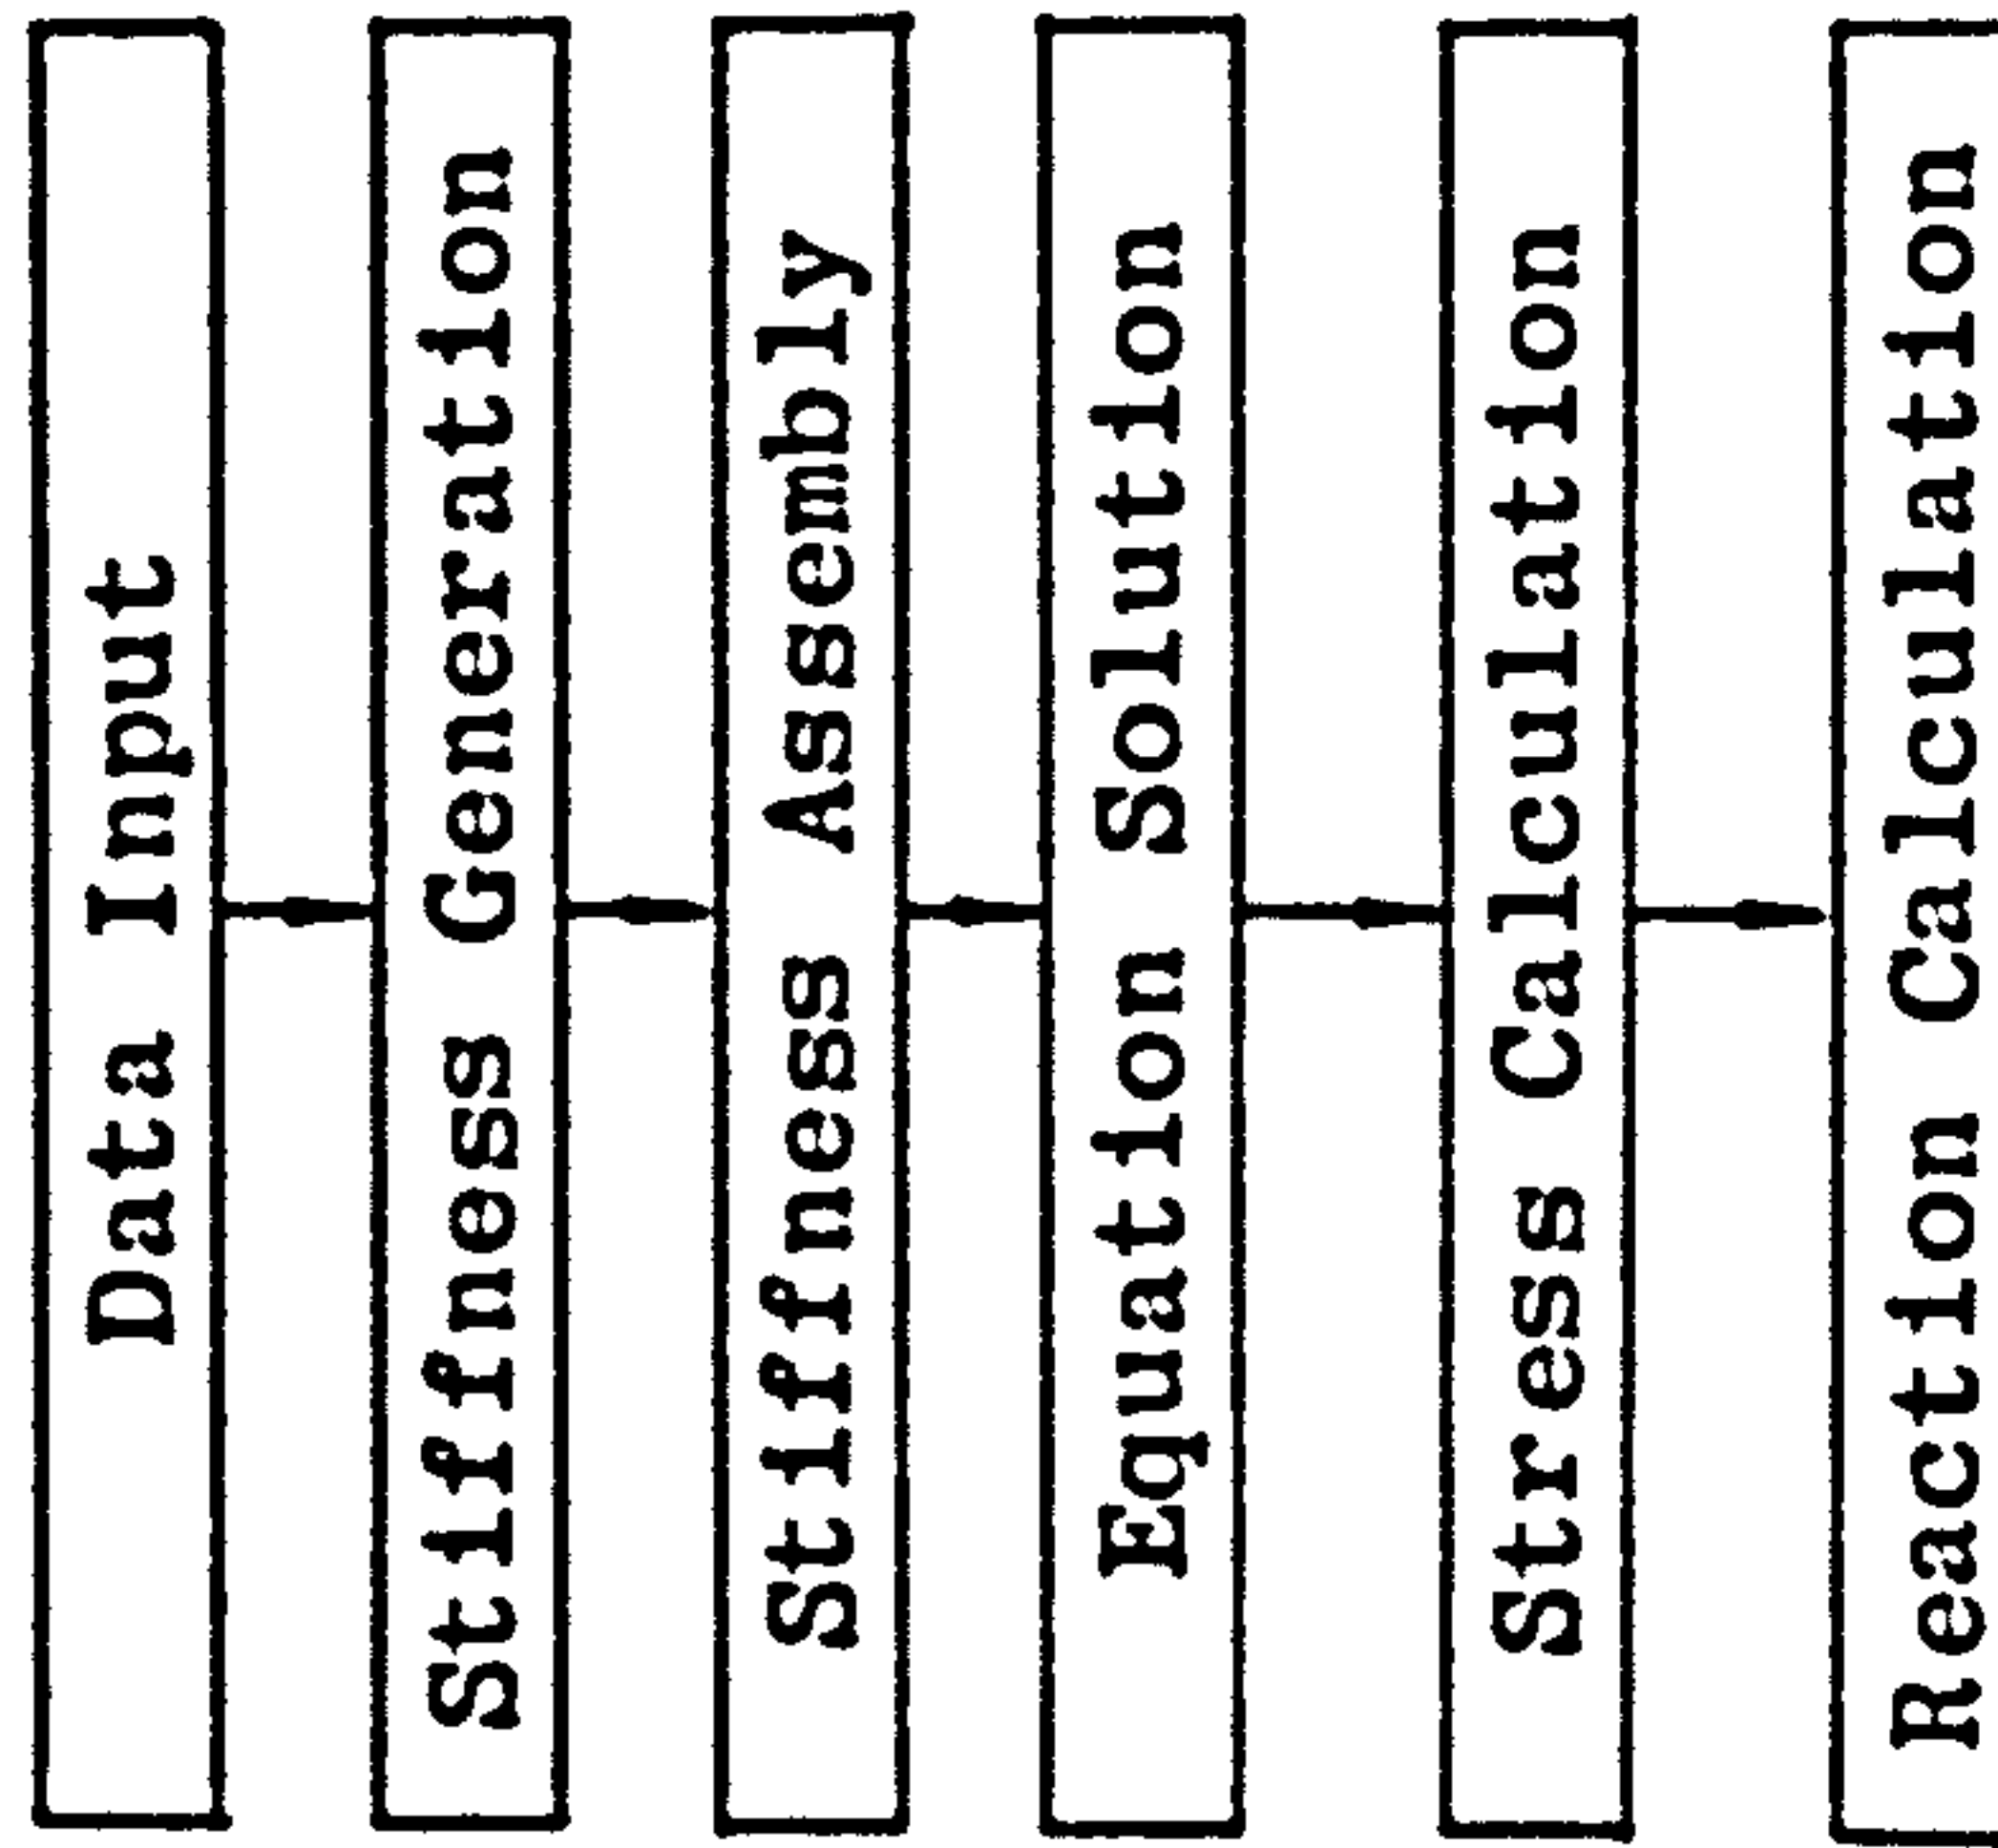 Data Input
Stiffness Generation
Stiffness Assembly
Equation Solution
Stress Calculation
Reaction Calculation